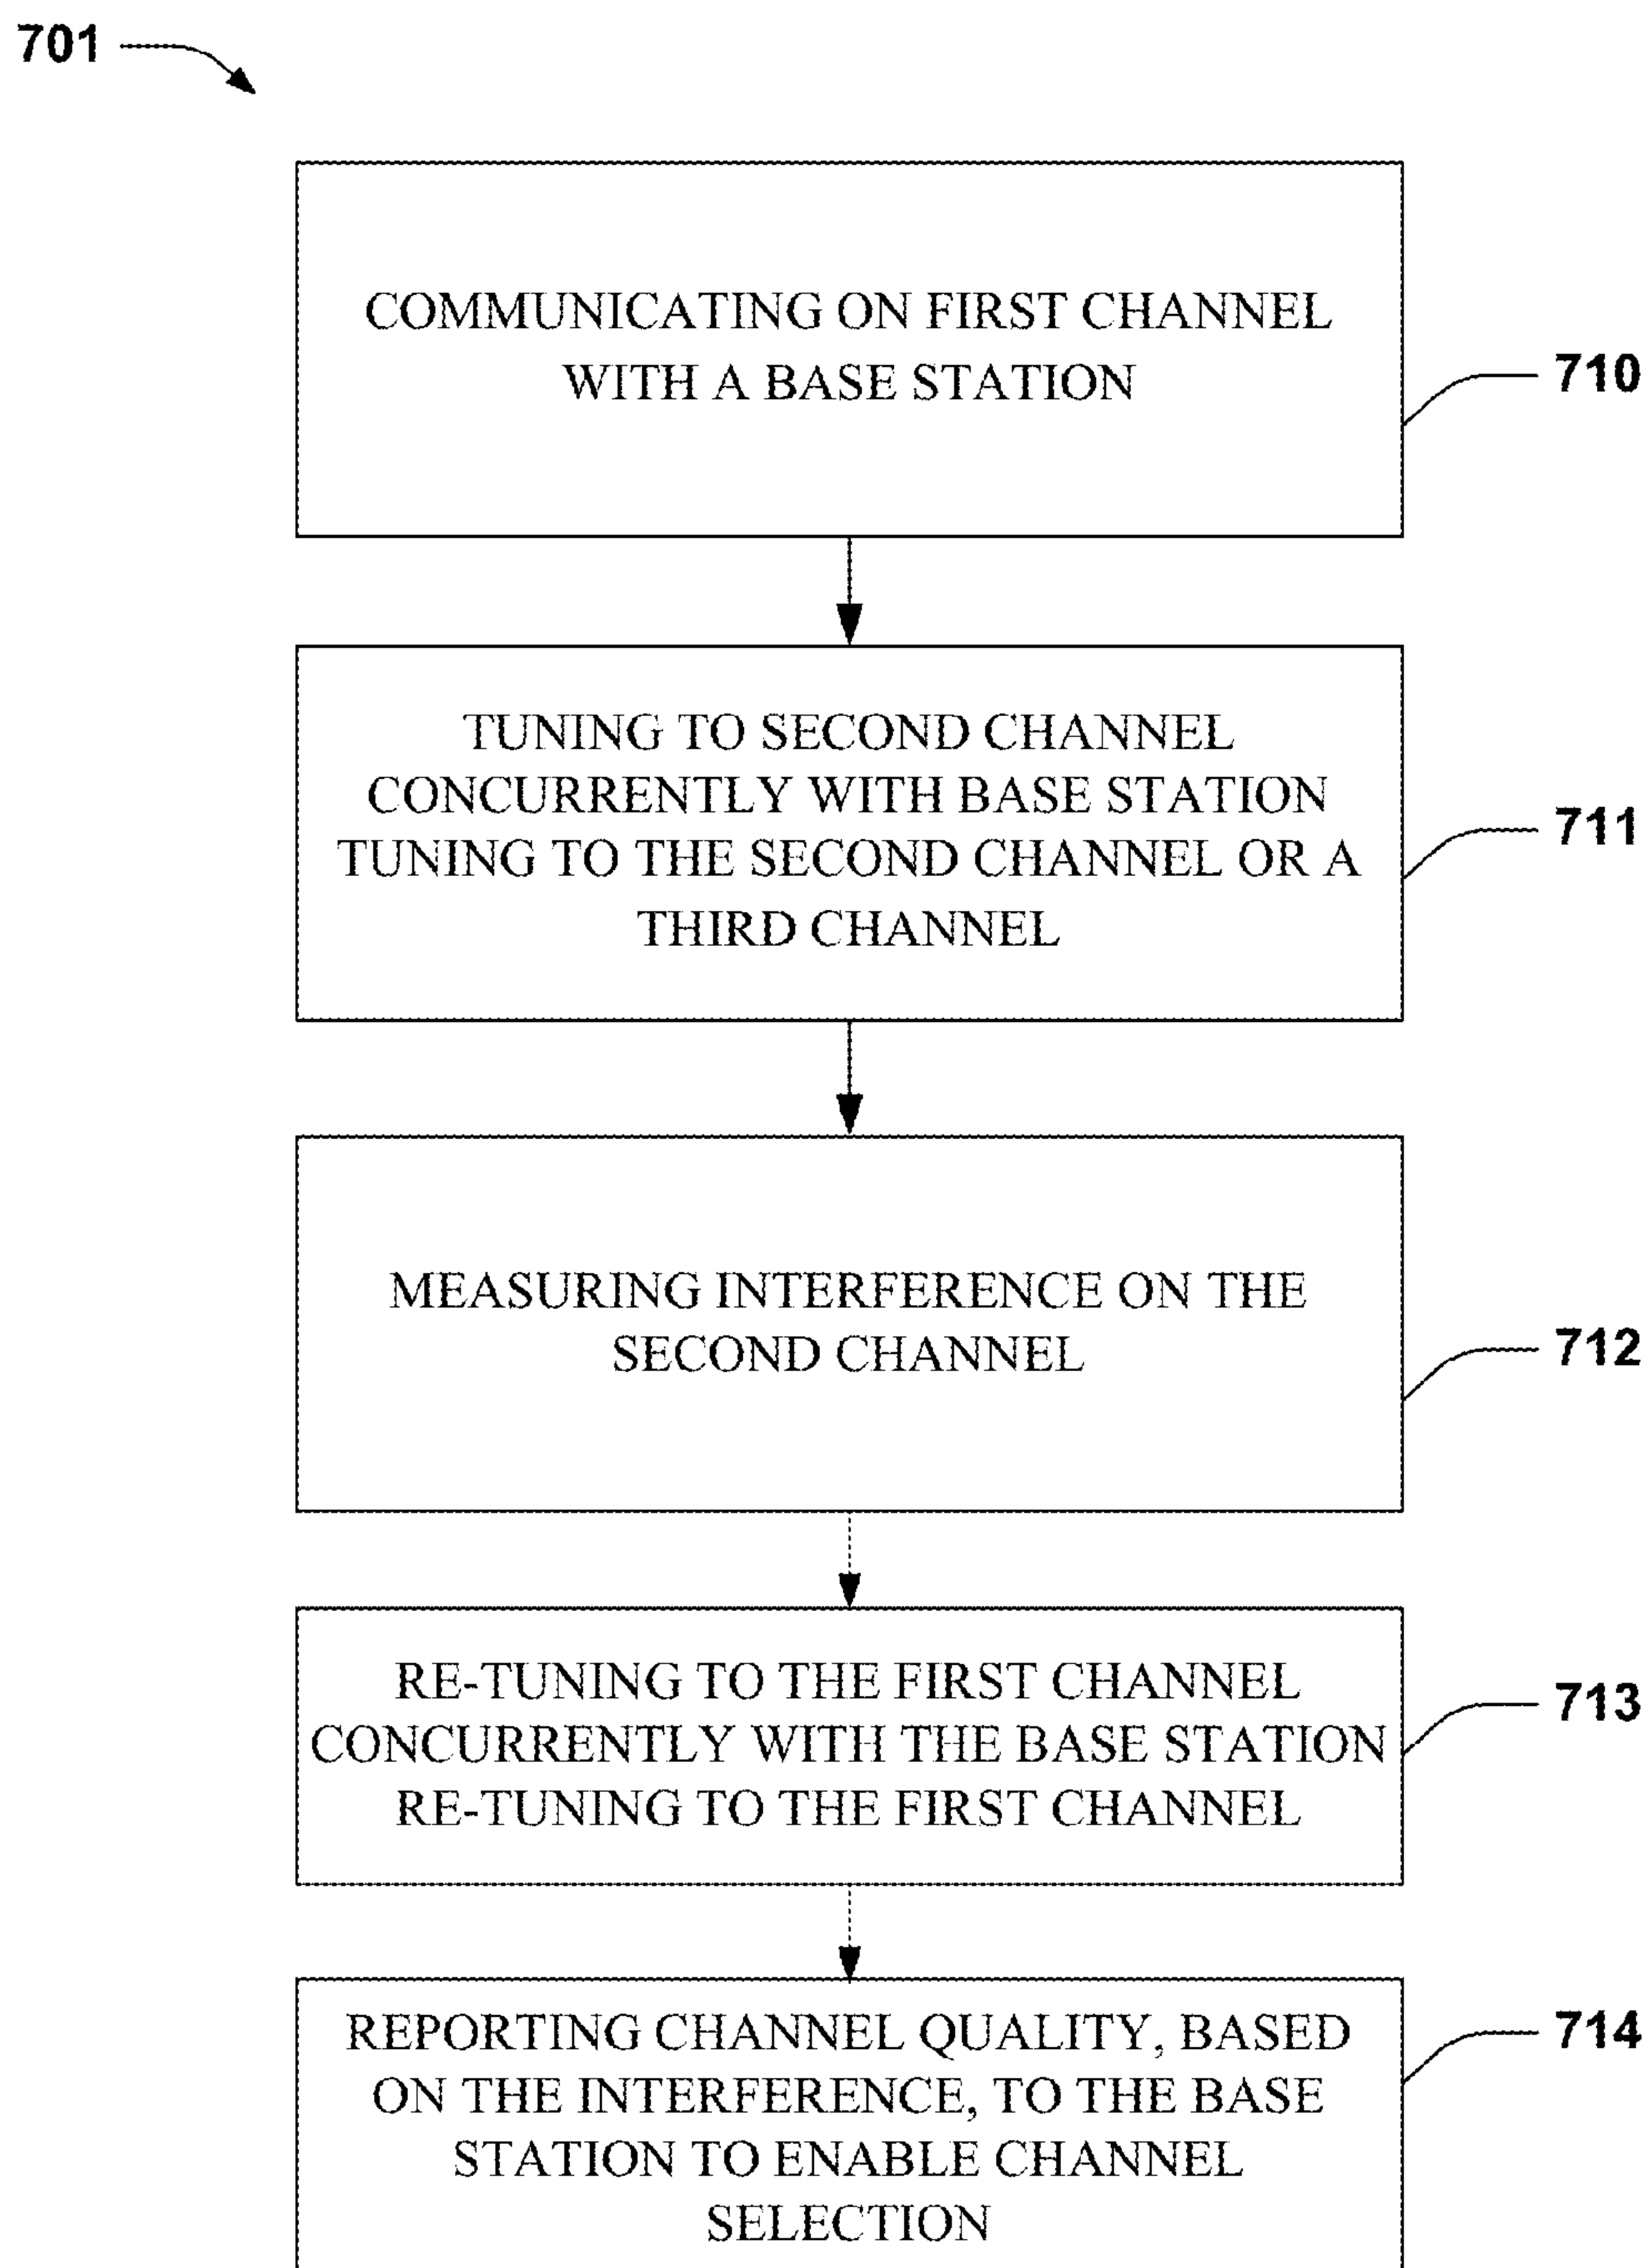 701
COMMUNICATING ON FIRST CHANNEL
WITH A BASE STATION
710
TUNING TO SECOND CHANNEL
CONCURRENTLY WITH BASE STATION
TUNING TO THE SECOND CHANNEL OR A
THIRD CHANNEL
711
MEASURING INTERFERENCE ON THE
SECOND CHANNEL
712
RE-TUNING TO THE FIRST CHANNEL
CONCURRENTLY WITH THE BASE STATION
RE-TUNING TO THE FIRST CHANNEL
713
REPORTING CHANNEL QUALITY, BASED
ON THE INTERFERENCE, TO THE BASE
STATION TO ENABLE CHANNEL
SELECTION
714